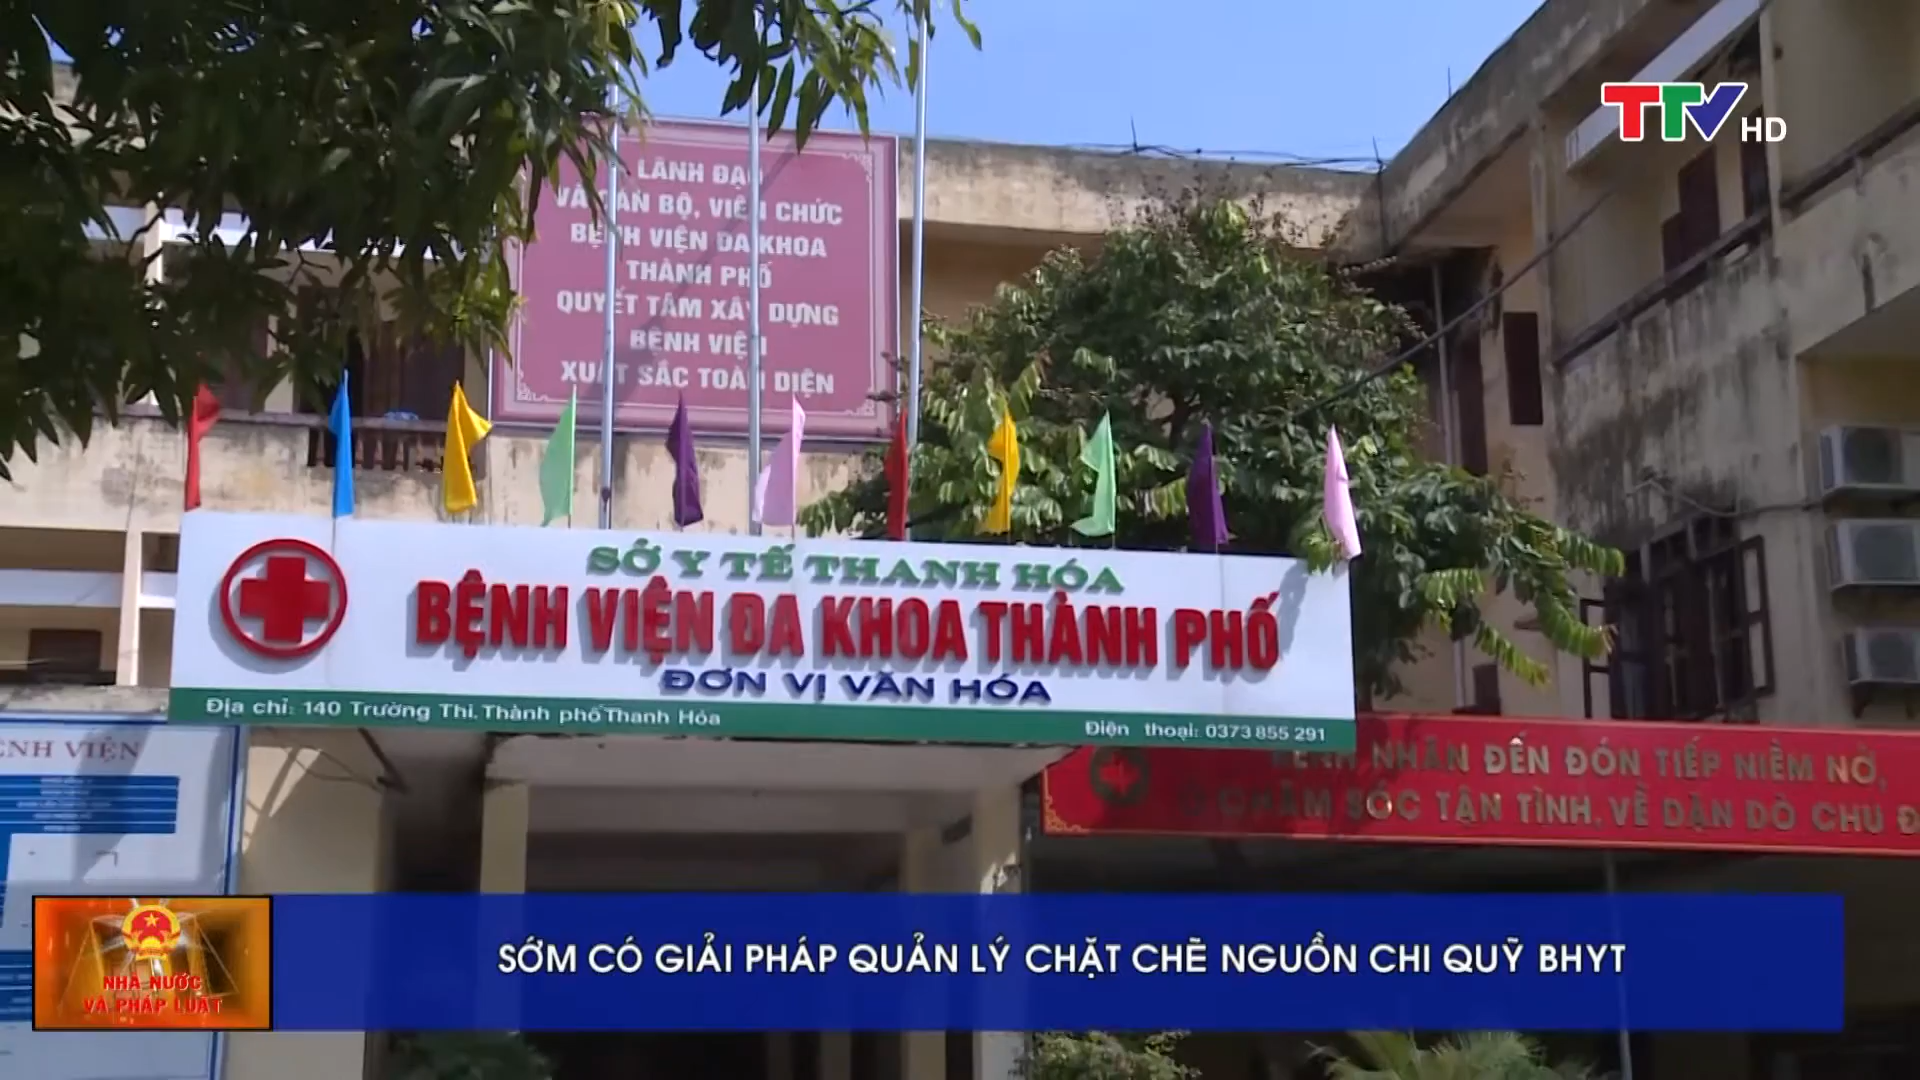 TTV HD
LÃNH ĐẠO
VÀ CÁN BỘ, VIÊN CHỨC
BỆNH VIỆN ĐA KHOA
THÀNH PHỐ
QUYẾT TÂM XÂY DỰNG
BỆNH VIỆN
XUẤT SẮC TOÀN DIỆN
SỞ Y TẾ THANH HÓA
BỆNH VIỆN ĐA KHOA THÀNH PHỐ
ĐƠN VỊ VĂN HÓA
Địa chỉ: 140 Trường Thi, Thành phố Thanh Hóa
Điện thoại: 0373 855 291
ỆNH VIỆN
BỆNH NHÂN ĐẾN ĐÓN TIẾP NIỀM NỞ,
CHĂM SÓC TẬN TÌNH, VỀ DẶN DÒ CHU Đ
SỚM CÓ GIẢI PHÁP QUẢN LÝ CHẶT CHẼ NGUỒN CHI QUỸ BHYT
NHÀ NƯỚC
VÀ PHÁP LUẬT